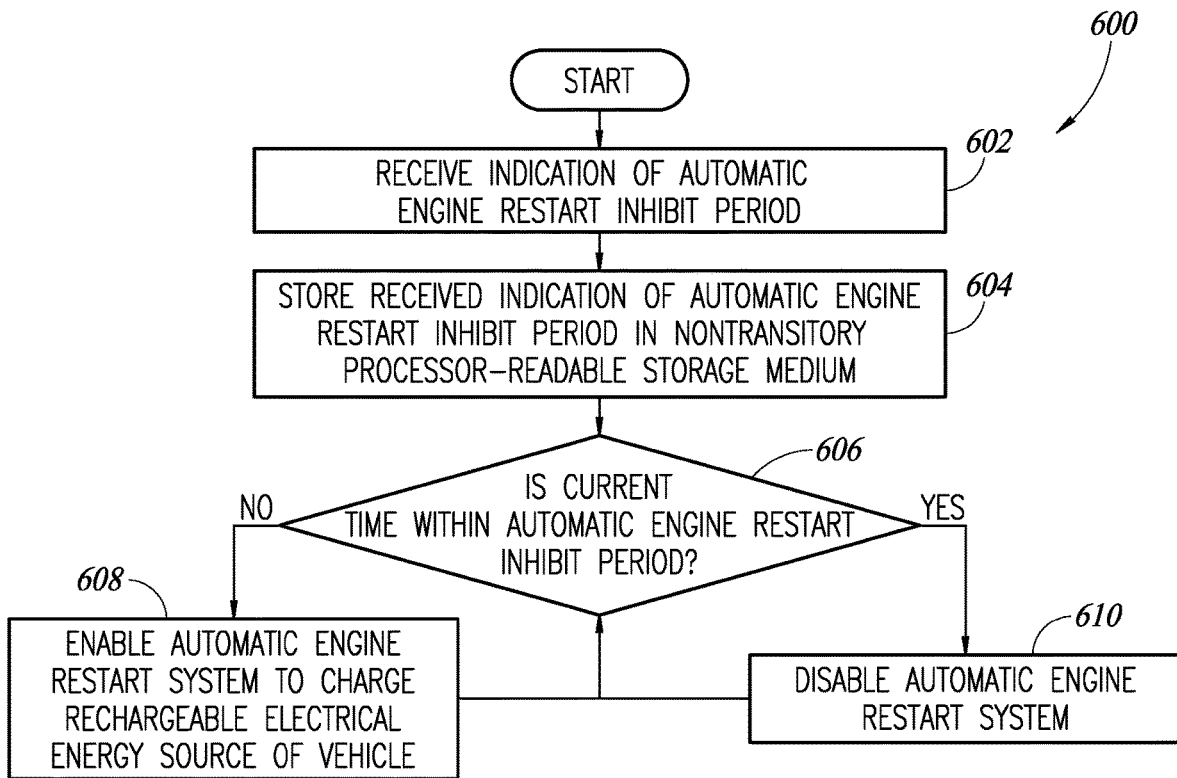 600
START
602
RECEIVE INDICATION OF AUTOMATIC
ENGINE RESTART INHIBIT PERIOD
604
STORE RECEIVED INDICATION OF AUTOMATIC ENGINE
RESTART INHIBIT PERIOD IN NONTRANSITORY
PROCESSOR–READABLE STORAGE MEDIUM
606
IS CURRENT
TIME WITHIN AUTOMATIC ENGINE RESTART
INHIBIT PERIOD?
NO
YES
608
ENABLE AUTOMATIC ENGINE
RESTART SYSTEM TO CHARGE
RECHARGEABLE ELECTRICAL
ENERGY SOURCE OF VEHICLE
610
DISABLE AUTOMATIC ENGINE
RESTART SYSTEM